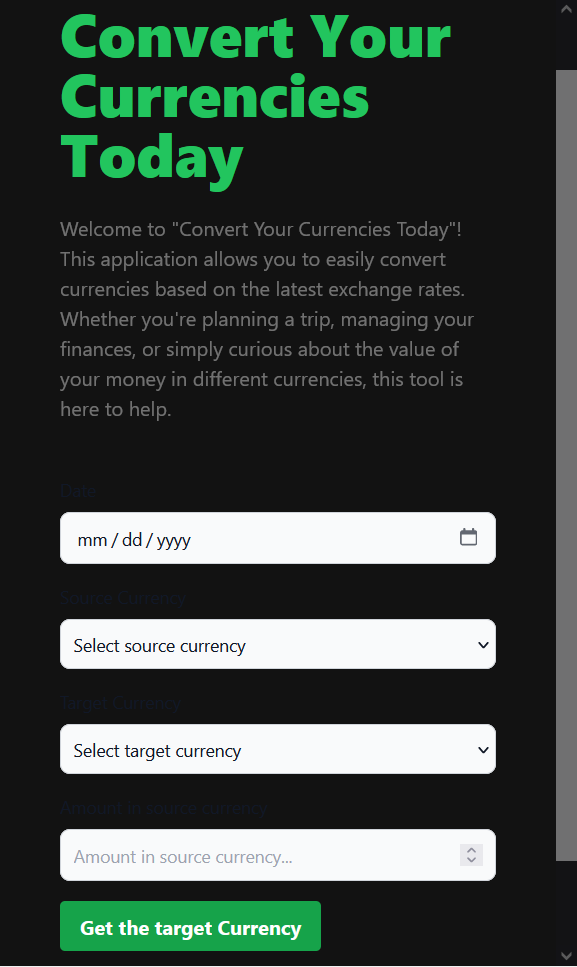 Convert Your
Currencies
Today
Welcome to "Convert Your Currencies Today"!
This application allows you to easily convert
currencies based on the latest exchange rates.
Whether you're planning a trip, managing your
finances, or simply curious about the value of
your money in different currencies, this tool is
here to help.
Date
mm / dd / yyyy
Source Currency
Select source currency
Target Currency
Select target currency
Amount in source currency
Amount in source currency...
Get the target Currency